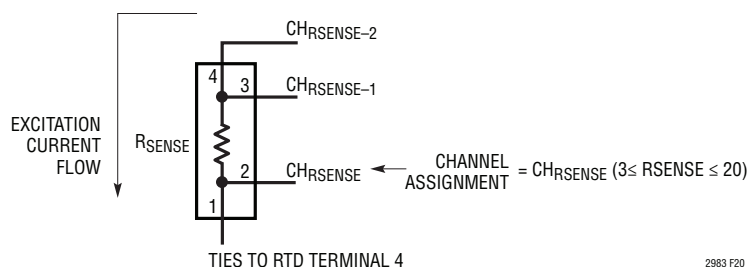 CHRSENSE–2
4
3
CHRSENSE–1
EXCITATION
CURRENT
FLOW
RSENSE
2
CHRSENSE
CHANNEL
ASSIGNMENT
= CHRSENSE (3≤ RSENSE ≤ 20)
1
TIES TO RTD TERMINAL 4
2983 F20